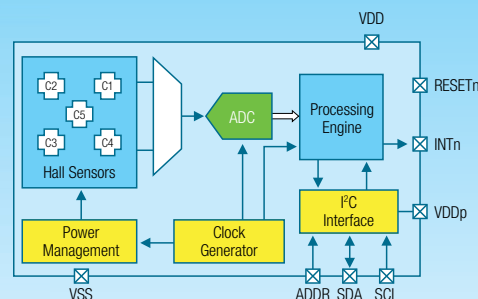 VDD
C2
C1
C5
C3
C4
Hall Sensors
ADC
Processing
Engine
RESETn
INTn
I²C
Interface
VDDp
Power
Management
Clock
Generator
VSS
ADDR
SDA
SCL